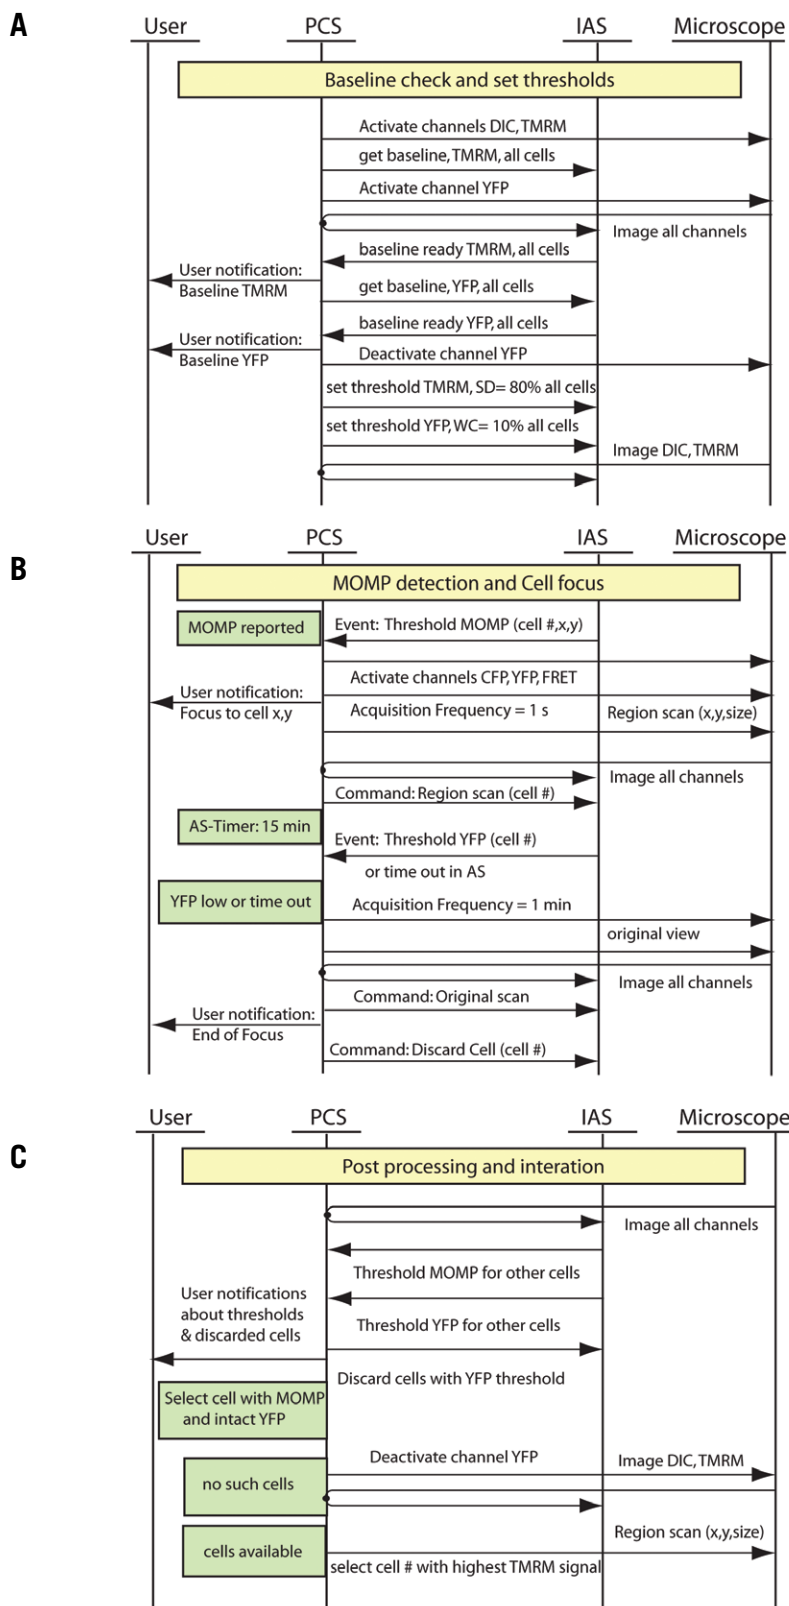 A
User PCS IAS Microscope
Baseline check and set thresholds
Activate channels DIC, TMRM
get baseline, TMRM, all cells
Activate channel YFP
Image all channels
baseline ready TMRM, all cells
User notification:
Baseline TMRM
get baseline, YFP, all cells
baseline ready YFP, all cells
User notification:
Baseline YFP
Deactivate channel YFP
set threshold TMRM, SD= 80% all cells
set threshold YFP, WC= 10% all cells
Image DIC, TMRM
B
User PCS IAS Microscope
MOMP detection and Cell focus
MOMP reported
Event: Threshold MOMP (cell #,x,y)
Activate channels CFP, YFP, FRET
User notification:
Focus to cell x,y
Acquisition Frequency = 1 s
Region scan (x,y,size)
Image all channels
Command: Region scan (cell #)
AS-Timer: 15 min
Event: Threshold YFP (cell #)
or time out in AS
YFP low or time out
Acquisition Frequency = 1 min
original view
Image all channels
Command: Original scan
User notification:
End of Focus
Command: Discard Cell (cell #)
C
User PCS IAS Microscope
Post processing and interation
Image all channels
Threshold MOMP for other cells
User notifications
about thresholds
& discarded cells
Threshold YFP for other cells
Discard cells with YFP threshold
Select cell with MOMP
and intact YFP
Deactivate channel YFP
Image DIC, TMRM
no such cells
Region scan (x,y,size)
cells available
select cell # with highest TMRM signal